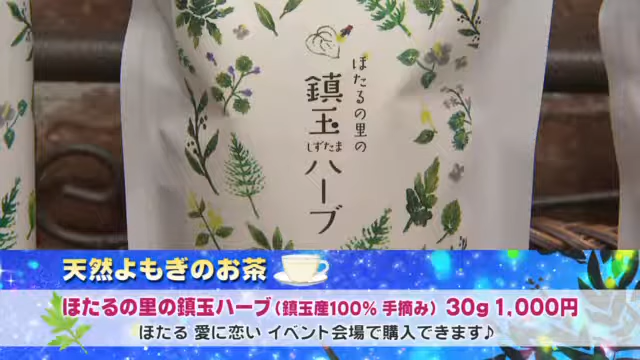 ほたるの里の
鎮玉ハーブ
しずたま
天然よもぎのお茶
ほたるの里の鎮玉ハーブ(鎮玉産100% 手摘み) 30g 1,000円
ほたる 愛に恋い イベント会場で購入できます♪